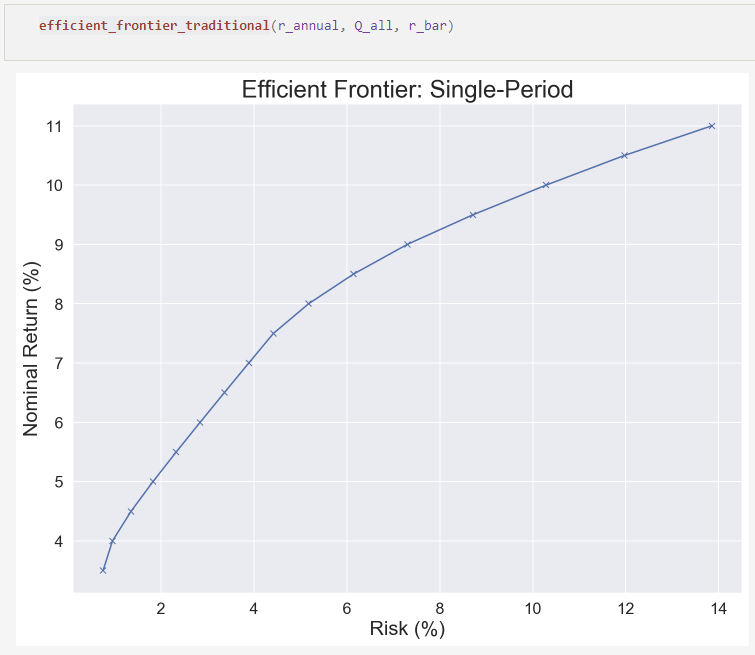 efficient_frontier_traditional(r_annual, Q_all, r_bar)
Efficient Frontier: Single-Period
11
10
9
8
7
6
5
4
Nominal Return (%)
2 4 6 8 10 12 14
Risk (%)